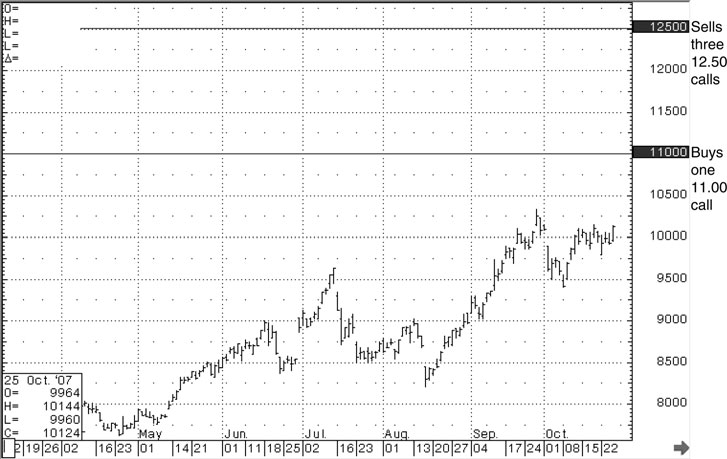 O=
H=
L=
L=
Δ=
12500
Sells
three
12.50
calls
12000
11500
11000
Buys
one
11.00
call
10500
10000
9500
9000
8500
8000
25 Oct. '07
O= 9964
H= 10144
L= 9960
C= 10124
May Jun. Jul. Aug. Sep. Oct.
2 19 26 02 16 23 01 14 21 01 11 18 25 02 16 23 01 13 20 27 04 17 24 01 08 15 22